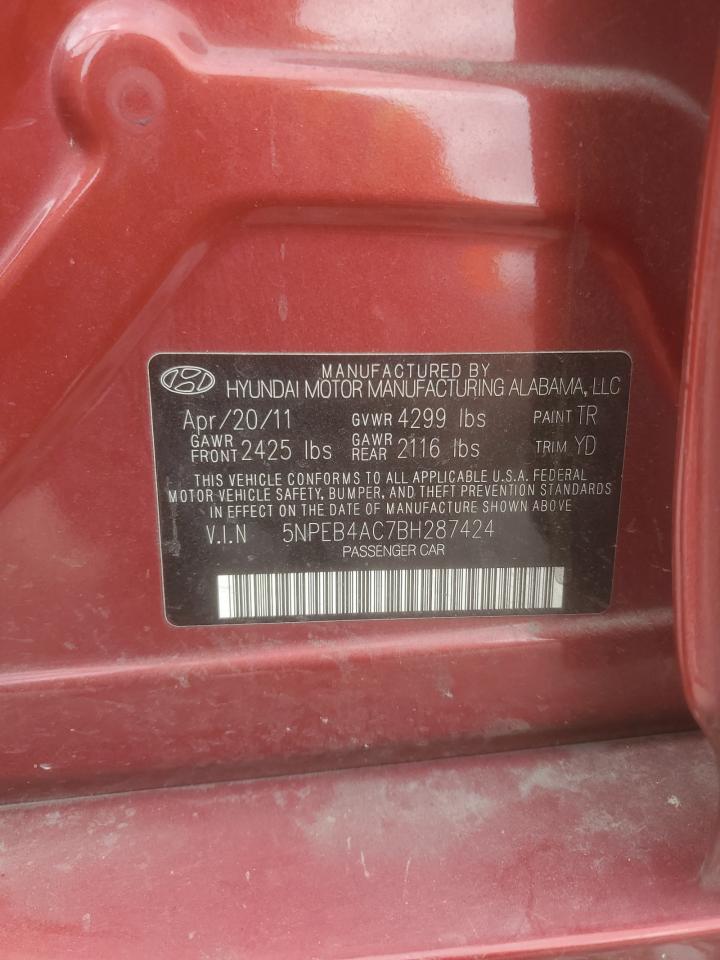 MANUFACTURED BY
HYUNDAI MOTOR MANUFACTURING ALABAMA, LLC
Apr/20/11 GVWR 4299 lbs PAINT TR
GAWR FRONT 2425 lbs GAWR REAR 2116 lbs TRIM YD
THIS VEHICLE CONFORMS TO ALL APPLICABLE U.S.A. FEDERAL
MOTOR VEHICLE SAFETY, BUMPER, AND THEFT PREVENTION STANDARDS
IN EFFECT ON THE DATE OF MANUFACTURE SHOWN ABOVE
V.I.N 5NPEB4AC7BH287424
PASSENGER CAR